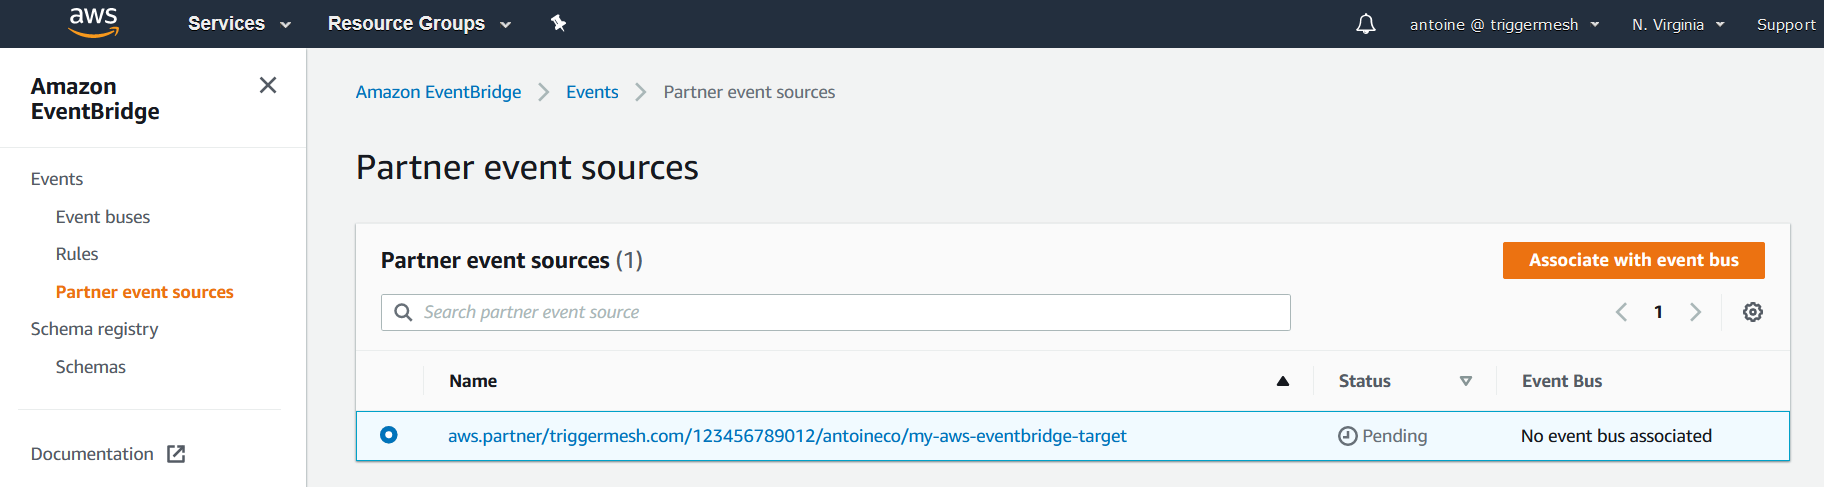 aws Services Resource Groups antoine @ triggermesh N. Virginia Support
Amazon
EventBridge
Events
Event buses
Rules
Partner event sources
Schema registry
Schemas
Documentation
Amazon EventBridge Events Partner event sources
Partner event sources
Partner event sources (1)
Associate with event bus
Search partner event source
1
Name Status Event Bus
aws.partner/triggermesh.com/123456789012/antoineco/my-aws-eventbridge-target Pending No event bus associated